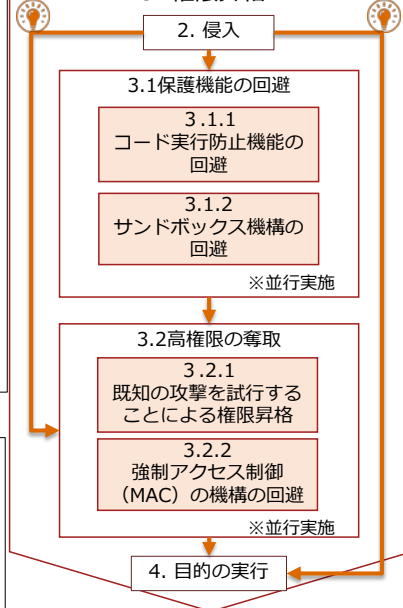 2. 侵入
3.1保護機能の回避
3.1.1
コード実行防止機能の
回避
3.1.2
サンドボックス機構の
回避
※並行実施
3.2高権限の奪取
3.2.1
既知の攻撃を試行する
ことによる権限昇格
3.2.2
強制アクセス制御
（MAC）の機構の回避
※並行実施
4. 目的の実行